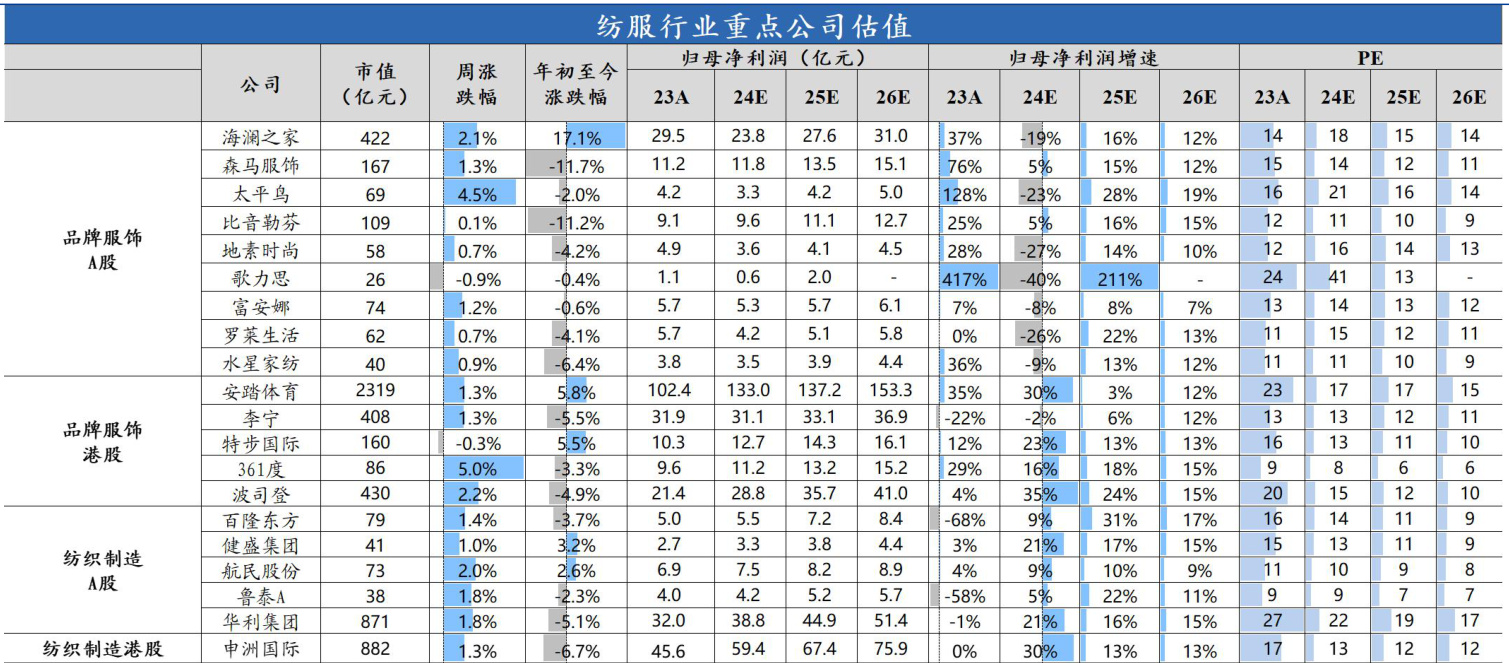 纺服行业重点公司估值
公司 市值（亿元） 周涨跌幅 年初至今涨跌幅 归母净利润（亿元） 归母净利润增速 PE
23A 24E 25E 26E 23A 24E 25E 26E 23A 24E 25E 26E
品牌服饰A股
海澜之家 422 2.1% 17.1% 29.5 23.8 27.6 31.0 37% -19% 16% 12% 14 18 15 14
森马服饰 167 1.3% -11.7% 11.2 11.8 13.5 15.1 76% 5% 15% 12% 15 14 12 11
太平鸟 69 4.5% -2.0% 4.2 3.3 4.2 5.0 128% -23% 28% 19% 16 21 16 14
比音勒芬 109 0.1% -11.2% 9.1 9.6 11.1 12.7 25% 5% 16% 15% 12 11 10 9
地素时尚 58 0.7% -4.2% 4.9 3.6 4.1 4.5 28% -27% 14% 10% 12 16 14 13
歌力思 26 -0.9% -0.4% 1.1 0.6 2.0 - 417% -40% 211% - 24 41 13 -
富安娜 74 1.2% -0.6% 5.7 5.3 5.7 6.1 7% -8% 8% 7% 13 14 13 12
罗莱生活 62 0.7% -4.1% 5.7 4.2 5.1 5.8 0% -26% 22% 13% 11 15 12 11
水星家纺 40 0.9% -6.4% 3.8 3.5 3.9 4.4 36% -9% 13% 12% 11 11 10 9
品牌服饰港股
安踏体育 2319 1.3% 5.8% 102.4 133.0 137.2 153.3 35% 30% 3% 12% 23 17 17 15
李宁 408 1.3% -5.5% 31.9 31.1 33.1 36.9 -22% -2% 6% 12% 13 13 12 11
特步国际 160 -0.3% 5.5% 10.3 12.7 14.3 16.1 12% 23% 13% 13% 16 13 11 10
361度 86 5.0% -3.3% 9.6 11.2 13.2 15.2 29% 16% 18% 15% 9 8 6 6
波司登 430 2.2% -4.9% 21.4 28.8 35.7 41.0 4% 35% 24% 15% 20 15 12 10
纺织制造A股
百隆东方 79 1.4% -3.7% 5.0 5.5 7.2 8.4 -68% 9% 31% 17% 16 14 11 9
健盛集团 41 1.0% 3.2% 2.7 3.3 3.8 4.4 3% 21% 17% 15% 15 13 11 9
航民股份 73 2.0% 2.6% 6.9 7.5 8.2 8.9 4% 9% 10% 9% 11 10 9 8
鲁泰A 38 1.8% -2.3% 4.0 4.2 5.2 5.7 -58% 5% 22% 11% 9 9 7 7
华利集团 871 1.8% -5.1% 32.0 38.8 44.9 51.4 -1% 21% 16% 15% 27 22 19 17
纺织制造港股 申洲国际 882 1.3% -6.7% 45.6 59.4 67.4 75.9 0% 30% 13% 13% 17 13 12 12